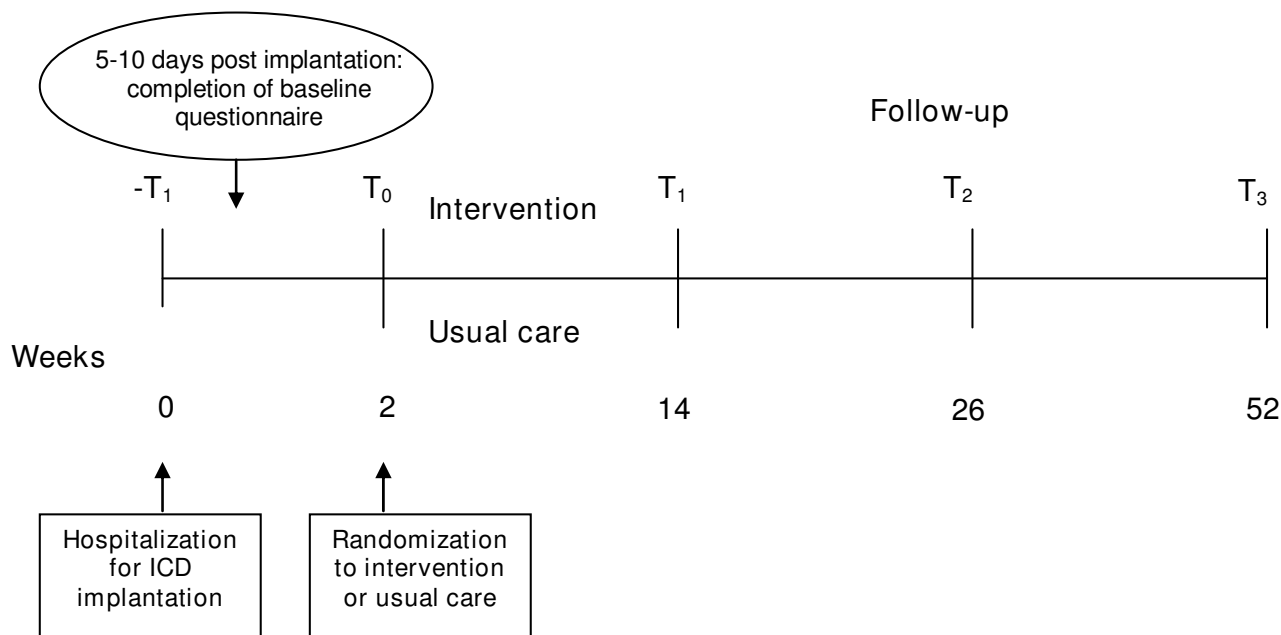 5-10 days post implantation:
completion of baseline
questionnaire
Follow-up
-T₁ T₀ T₁ T₂ T₃
Intervention
Usual care
Weeks
0 2 14 26 52
Hospitalization
for ICD
implantation
Randomization
to intervention
or usual care